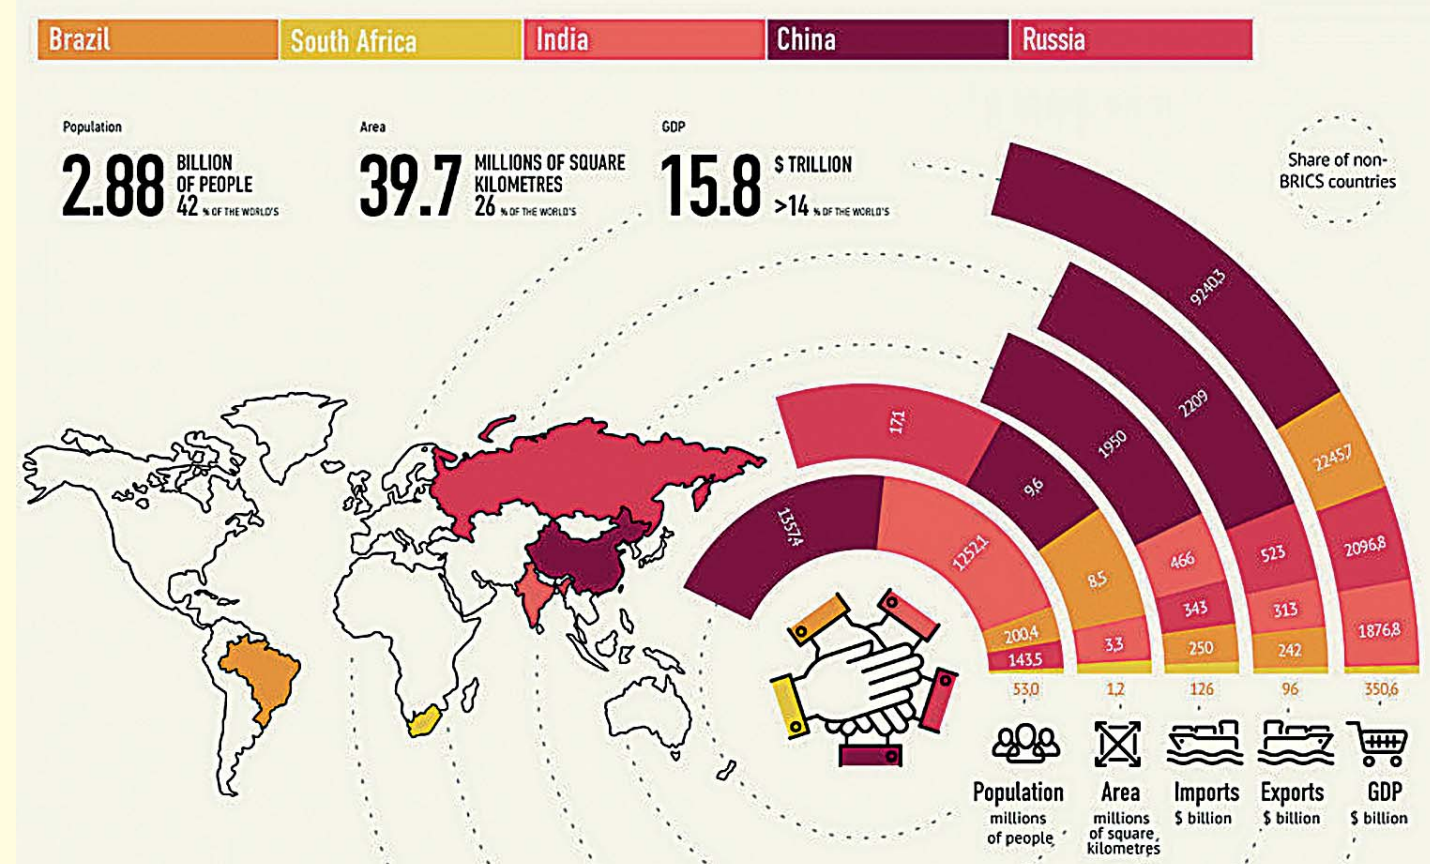 Brazil
South Africa
India
China
Russia
Population
2.88 BILLION
OF PEOPLE
42 % OF THE WORLD'S
Area
39.7 MILLIONS OF SQUARE
KILOMETRES
26 % OF THE WORLD'S
GDP
15.8 $ TRILLION
>14 % OF THE WORLD'S
Share of non-
BRICS countries
1357,4
1252,1
200,4
143,5
53,0
Population
millions
of people
17,1
9,6
8,5
3,3
1,2
Area
millions
of square
kilometres
1950
466
343
250
126
Imports
$ billion
2209
523
313
242
96
Exports
$ billion
9240,3
2245,7
2096,8
1876,8
350,6
GDP
$ billion